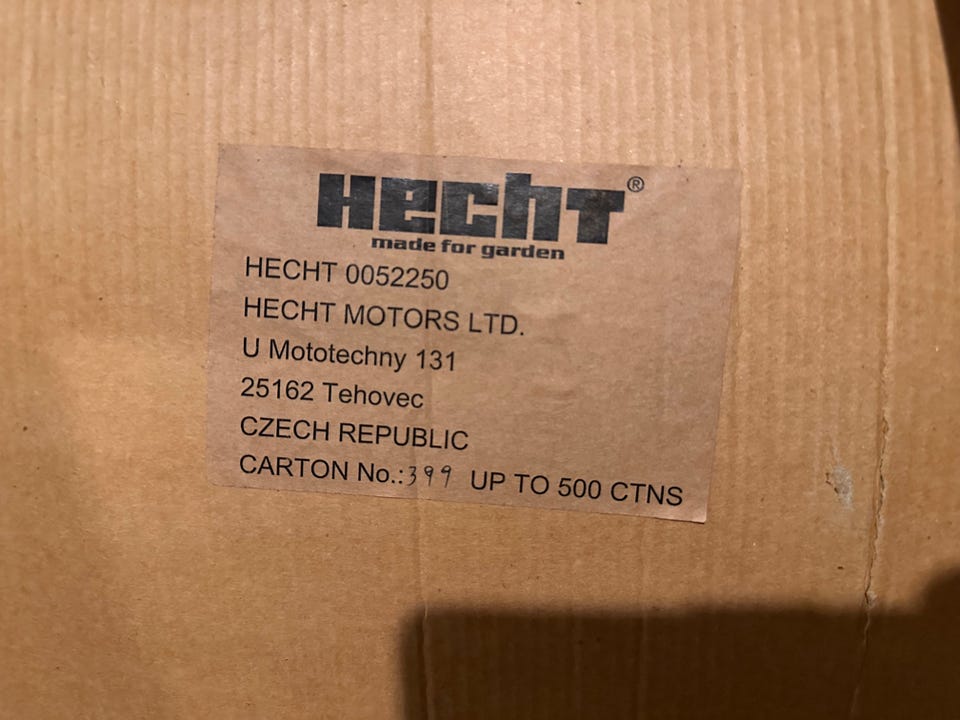 HECHT®
made for garden
HECHT 0052250
HECHT MOTORS LTD.
U Mototechny 131
25162 Tehovec
CZECH REPUBLIC
CARTON No.:399 UP TO 500 CTNS